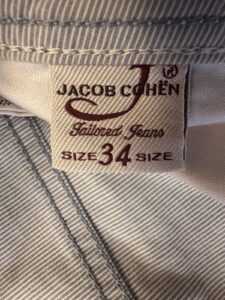 J ®
JACOB COHËN
Tailored Jeans
SIZE 34 SIZE